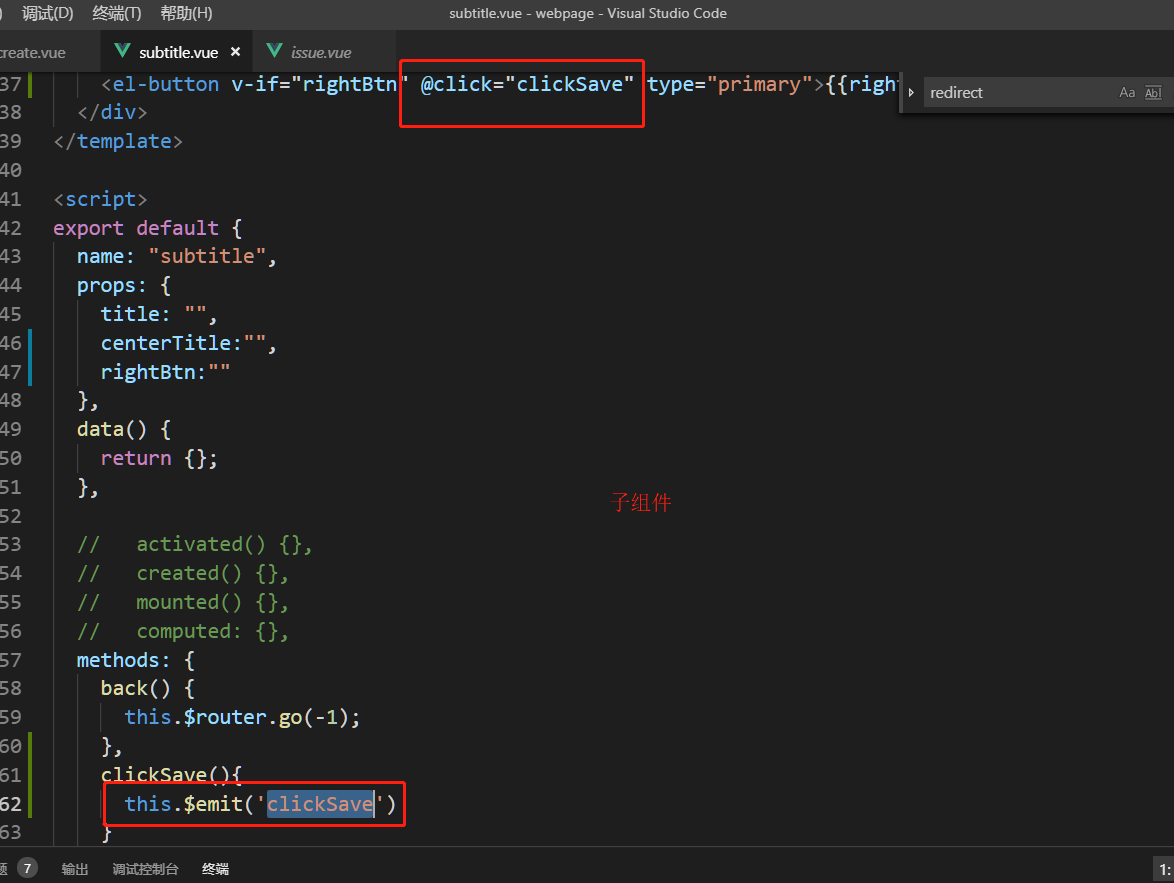 ) 调试(D) 终端(T) 帮助(H) subtitle.vue - webpage - Visual Studio Code
create.vue subtitle.vue × issue.vue
redirect Aa Abl
37 <el-button v-if="rightBtn" @click="clickSave" type="primary">{{righ
38 </div>
39 </template>
40
41 <script>
42 export default {
43 name: "subtitle",
44 props: {
45 title: "",
46 centerTitle:"",
47 rightBtn:""
48 },
49 data() {
50 return {};
51 },
子组件
52
53 // activated() {},
54 // created() {},
55 // mounted() {},
56 // computed: {},
57 methods: {
58 back() {
59 this.$router.go(-1);
60 },
61 clickSave(){
62 this.$emit('clickSave')
63 }
题 7 输出 调试控制台 终端 1: